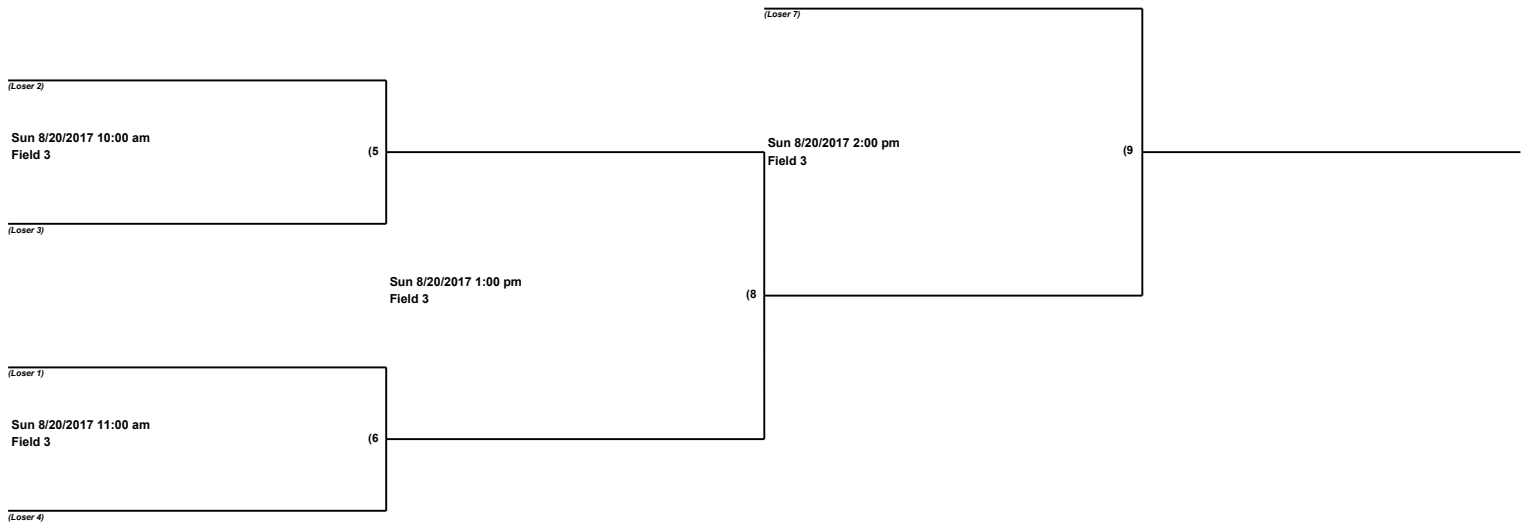 (Loser 7)
(Loser 2)
Sun 8/20/2017 10:00 am
Field 3
(5
Sun 8/20/2017 2:00 pm
Field 3
(9
(Loser 3)
Sun 8/20/2017 1:00 pm
Field 3
(8
(Loser 1)
Sun 8/20/2017 11:00 am
Field 3
(6
(Loser 4)